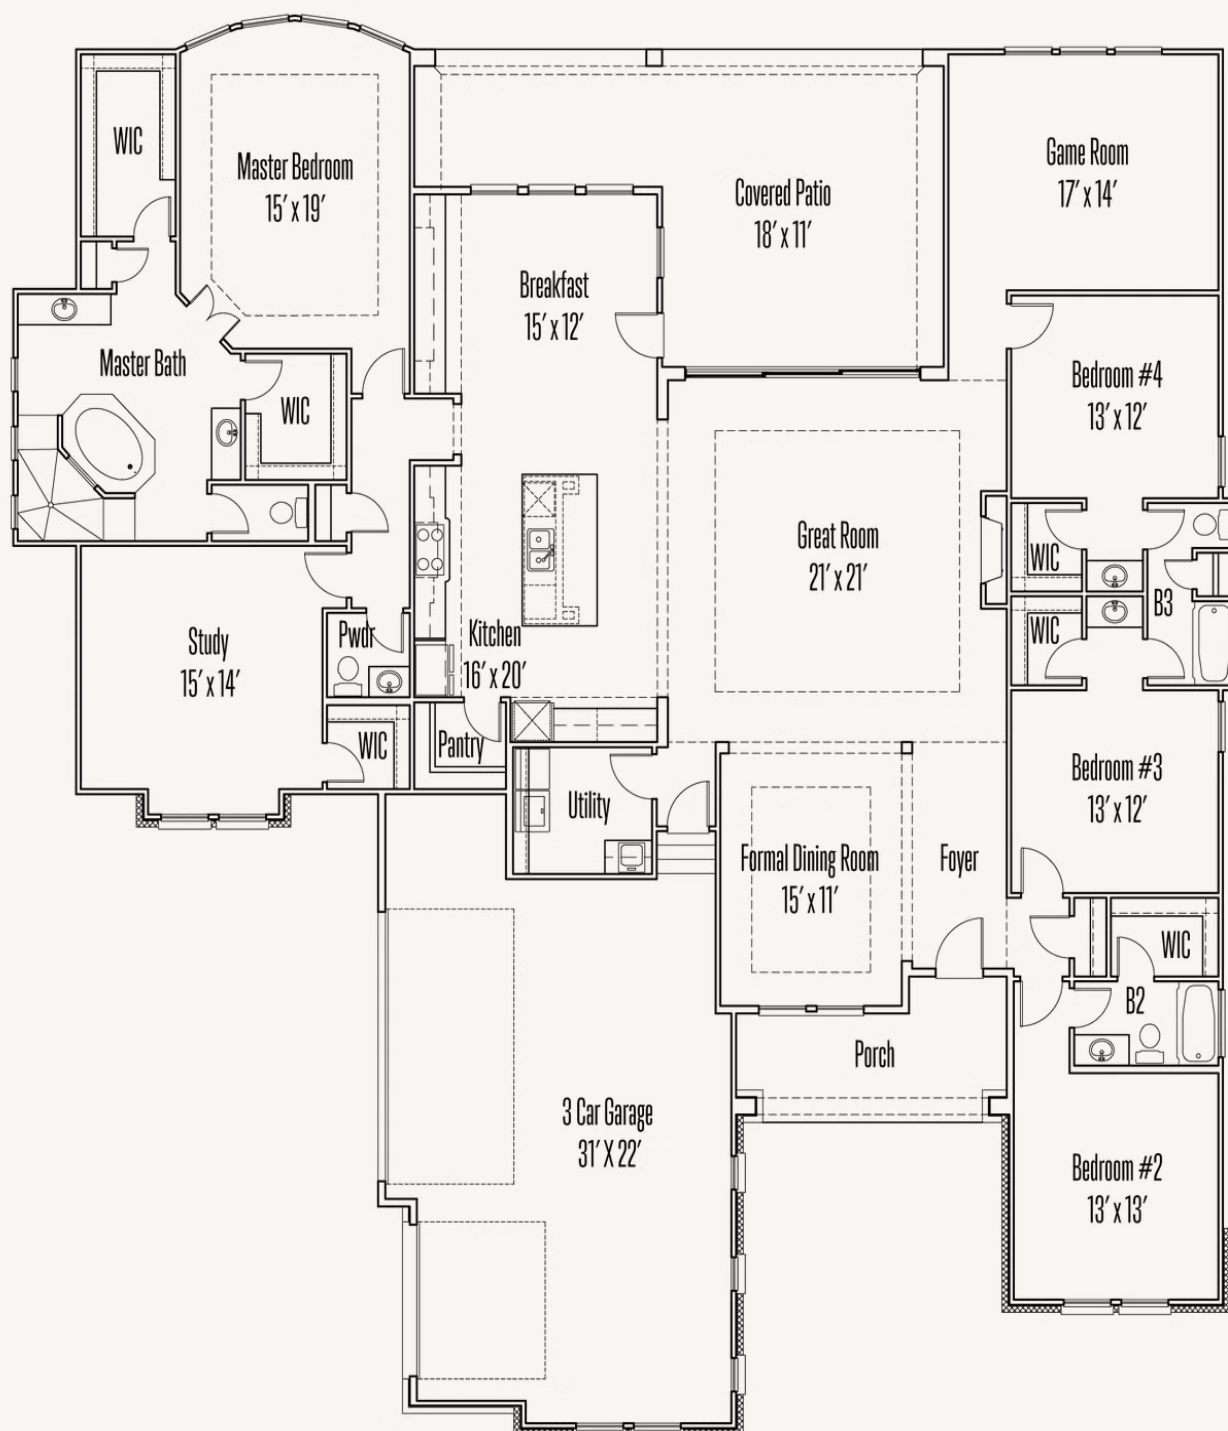 WIC
Master Bedroom
15' x 19'
Covered Patio
18' x 11'
Game Room
17' x 14'
Breakfast
15' x 12'
Master Bath
WIC
Bedroom #4
13' x 12'
Great Room
21' x 21'
WIC
B3
WIC
Study
15' x 14'
Pwdr
Kitchen
16' x 20'
WIC
Pantry
Utility
Bedroom #3
13' x 12'
Formal Dining Room
15' x 11'
Foyer
WIC
B2
Porch
3 Car Garage
31' X 22'
Bedroom #2
13' x 13'